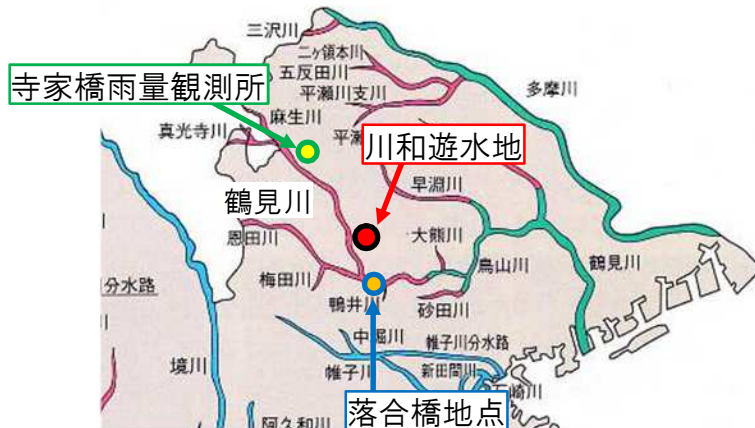 三沢川
二ヶ領本川
五反田川
平瀬川支川
多摩川
寺家橋雨量観測所
麻生川
真光寺川
平瀬
川和遊水地
早淵川
鶴見川
恩田川
大熊川
梅田川
鳥山川
鶴見川
分水路
鴨井川
砂田川
中堀川
帷子川分水路
境川
帷子川
新田間川
石崎川
阿久和川
落合橋地点